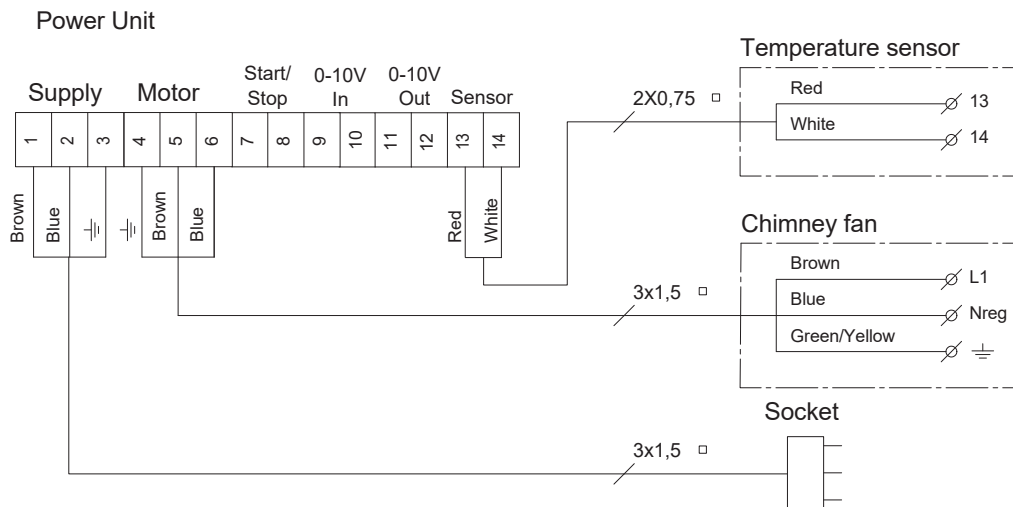 Power Unit
Supply
Motor
Start/
Stop
0-10V
In
0-10V
Out
Sensor
1 2 3 4 5 6 7 8 9 10 11 12 13 14
Brown
Blue
Brown
Blue
Red
White
2X0,75
Temperature sensor
Red
13
White
14
Chimney fan
3x1,5
Brown
L1
Blue
Nreg
Green/Yellow
Socket
3x1,5